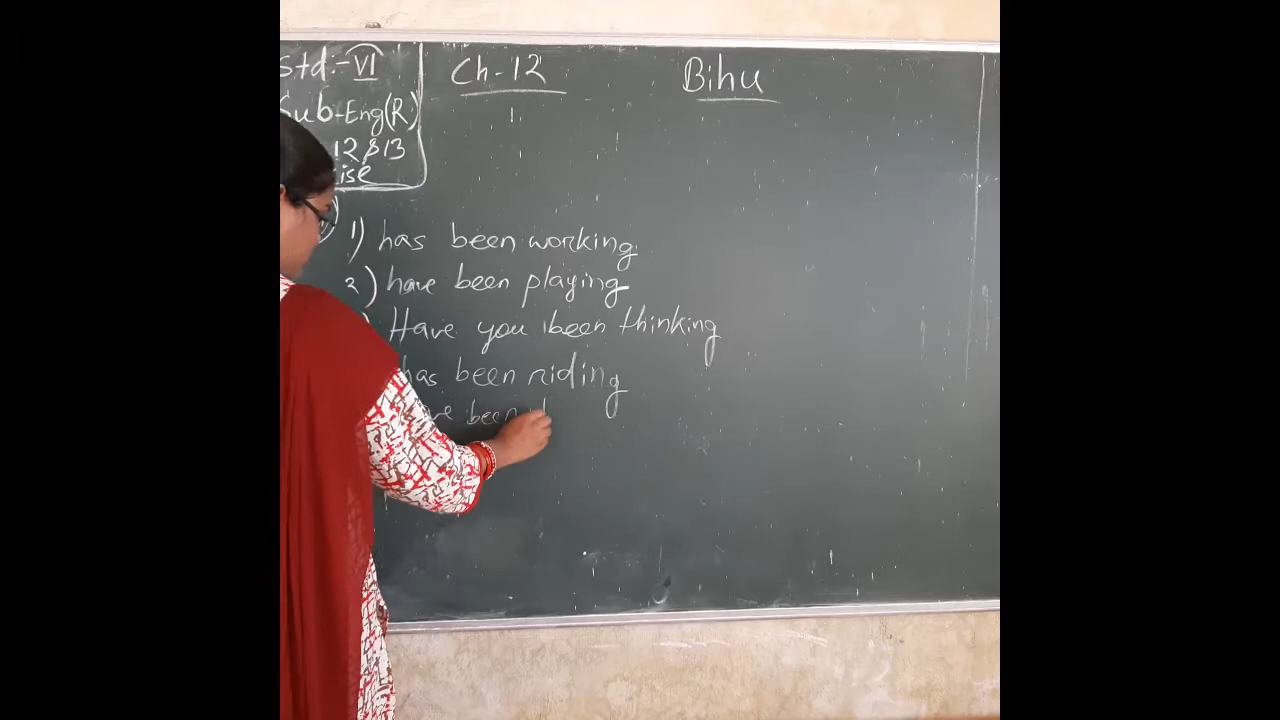 Std:- VI
Sub-Eng(R)
12 & 13
Ch-12
Bihu
1) has been working
2) have been playing
Have you been thinking
has been riding
been